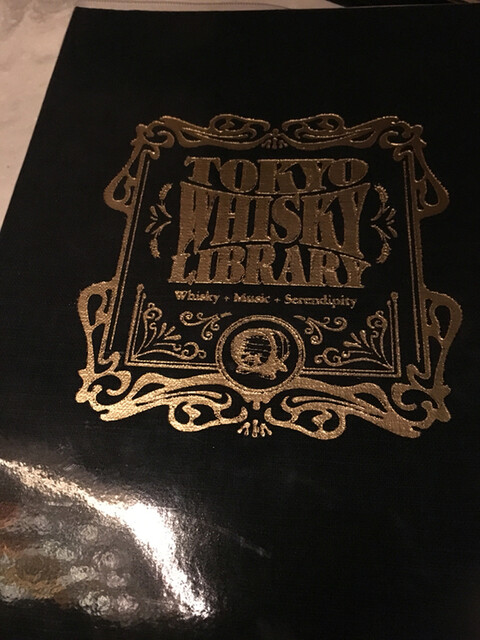 TOKYO
WHISKY
LIBRARY
Whisky + Music + Serendipity